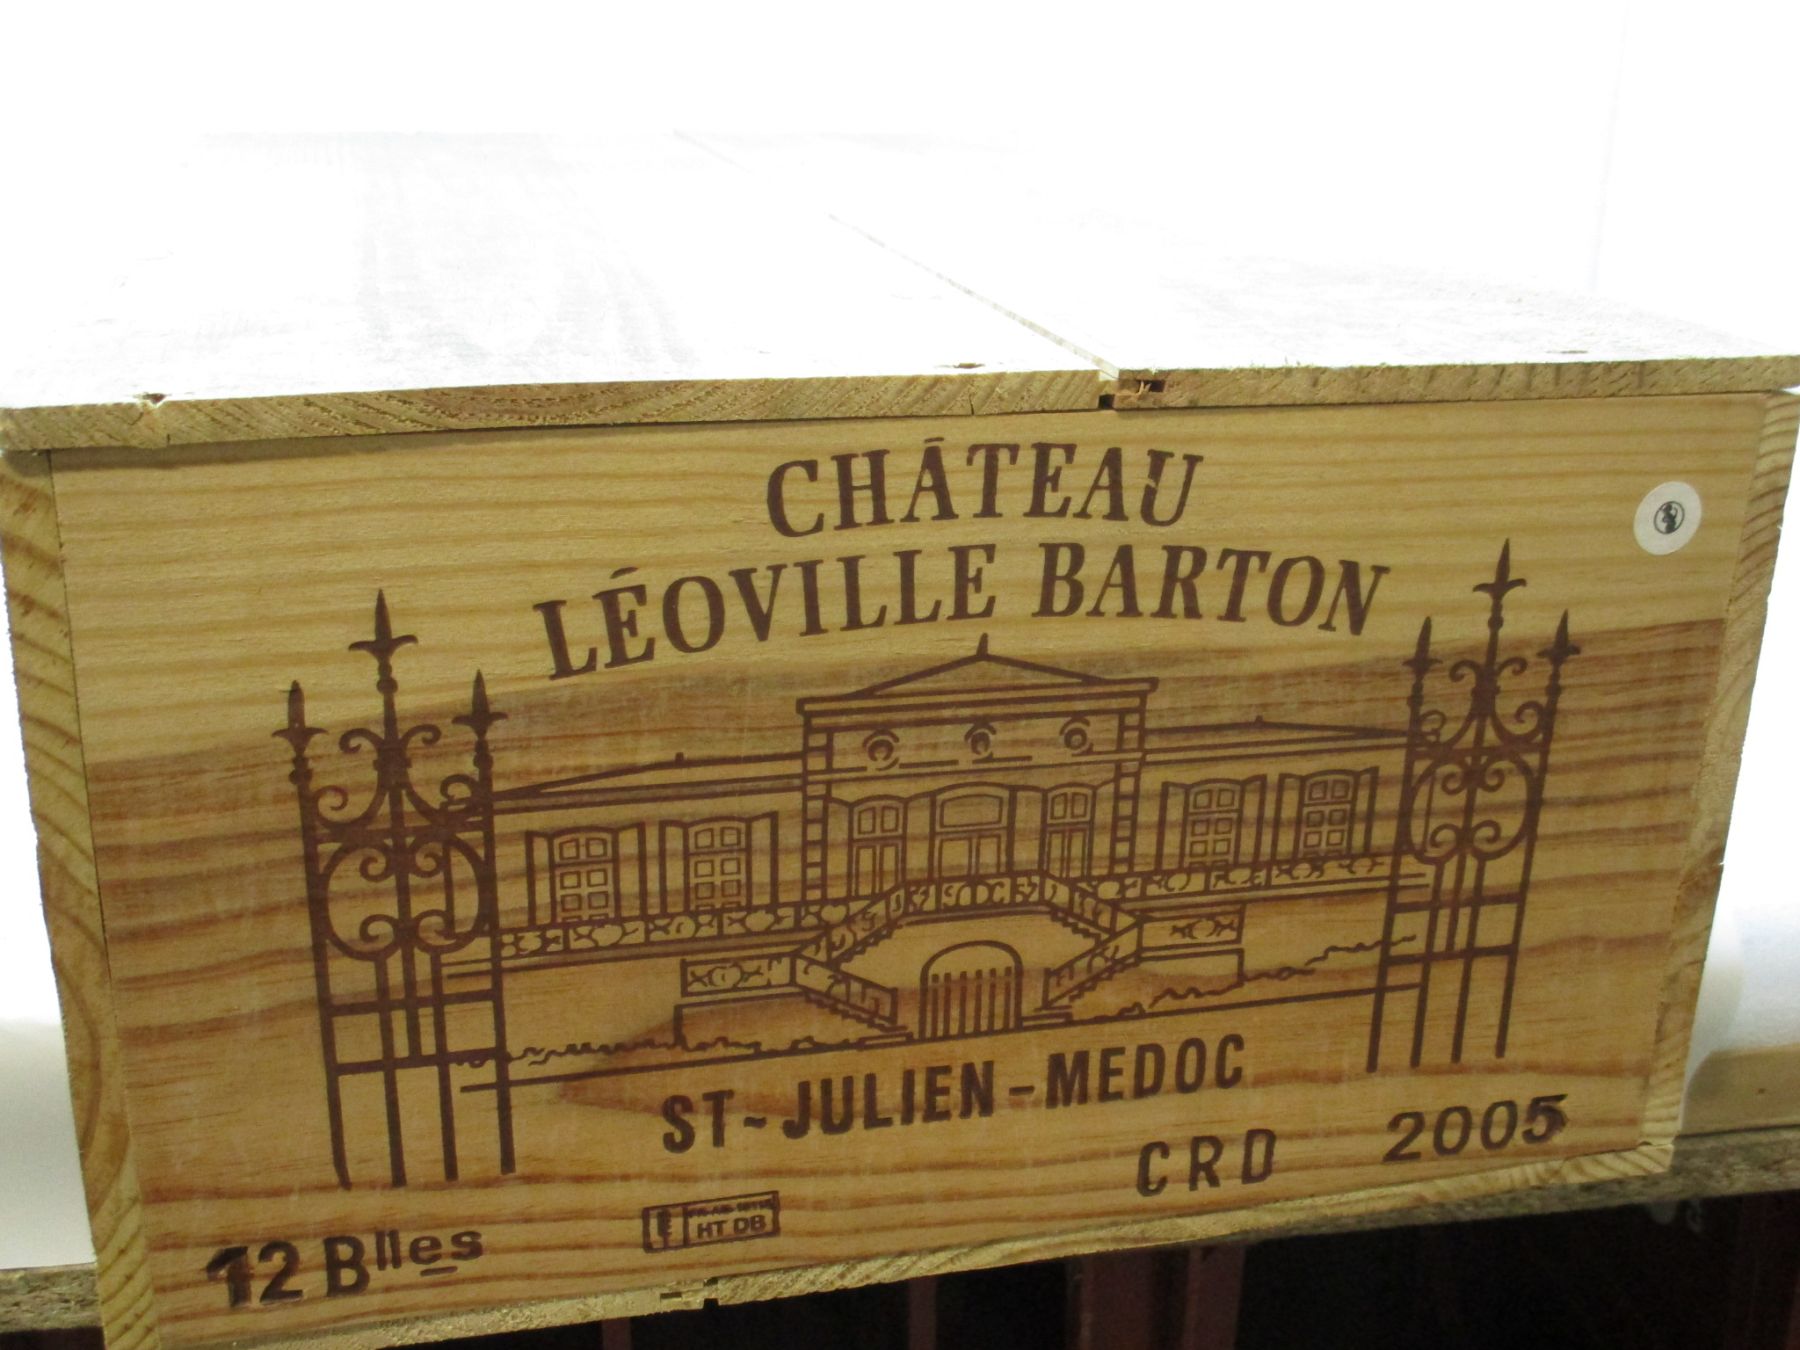 CHÂTEAU
LÉOVILLE BARTON
ST-JULIEN-MEDOC
CRD 2005
12 Blles
HT DB